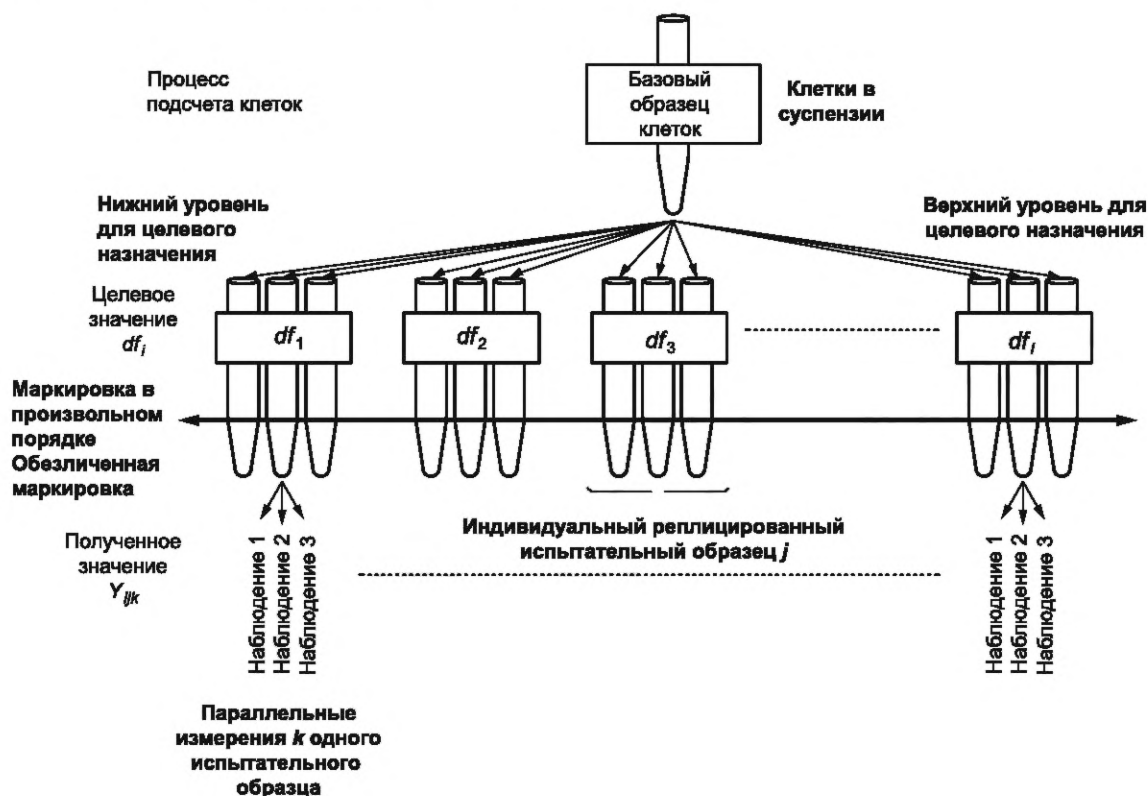 Процесс
подсчета клеток
Базовый
образец
клеток
Клетки в
суспензии
Нижний уровень
для целевого
назначения
Верхний уровень для
целевого назначения
Целевое
значение
df_i
df_1
df_2
df_3
df_I
Маркировка в
произвольном
порядке
Обезличенная
маркировка
Полученное
значение
Y_ijk
Наблюдение 1
Наблюдение 2
Наблюдение 3
Индивидуальный реплицированный
испытательный образец j
Наблюдение 1
Наблюдение 2
Наблюдение 3
Параллельные
измерения k одного
испытательного
образца